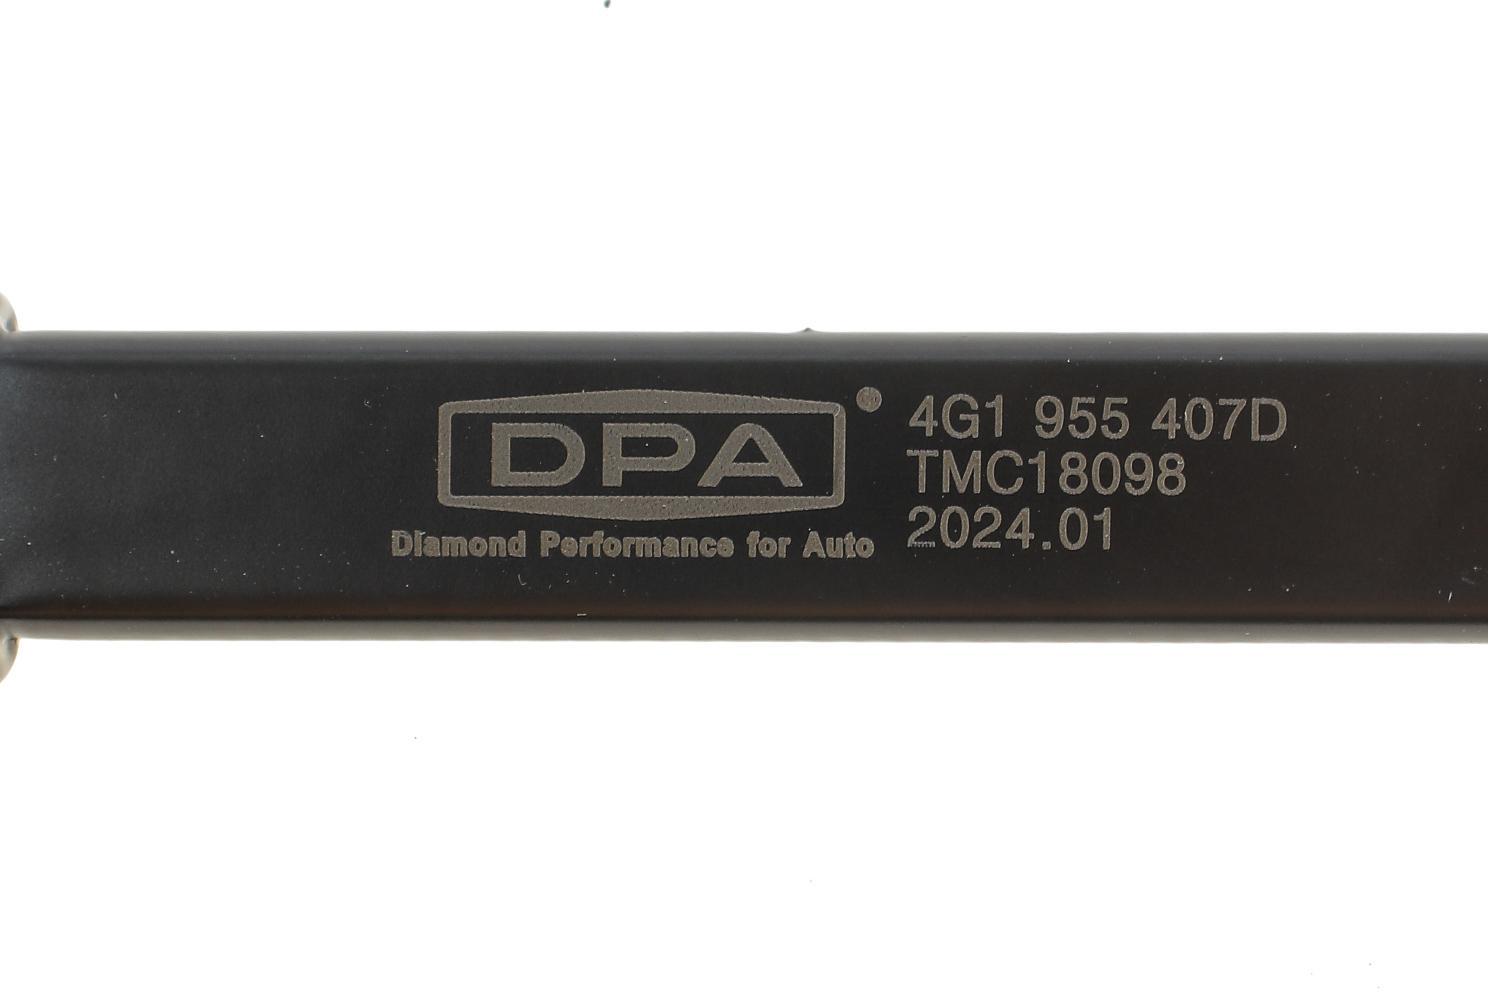 DPA
Diamond Performance for Auto
4G1 955 407D
TMC18098
2024.01